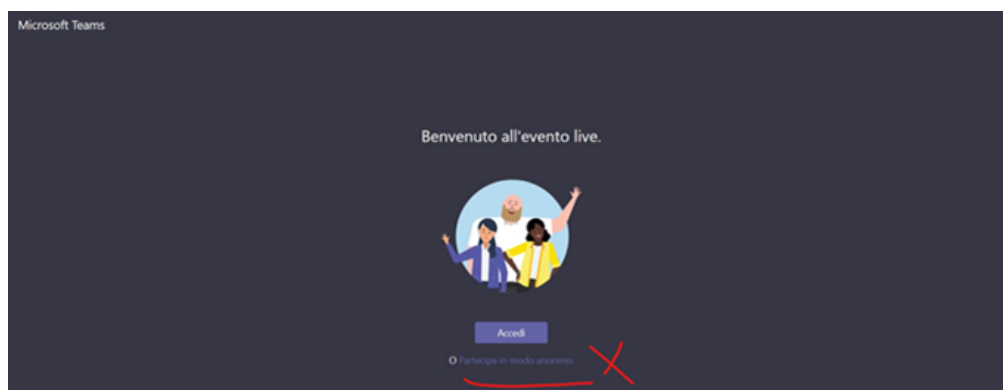 Microsoft Teams
Benvenuto all'evento live.
Accedi
O Partecipa in modo anonimo